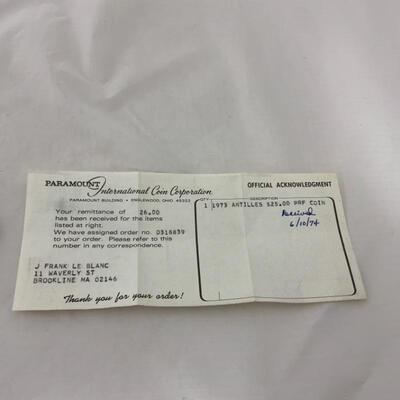 PARAMOUNT International Coin Corporation
PARAMOUNT BUILDING • ENGLEWOOD, OHIO 45322
OFFICIAL ACKNOWLEDGMENT
Your remittance of 26.00
has been received for the items
listed at right.
We have assigned order no. 0318839
to your order. Please refer to this
number in any correspondence.
QTY. DESCRIPTION
1 1973 ANTILLES $25.00 PRF COIN
Received
6/10/74
J FRANK LE BLANC
11 WAVERLY ST
BROOKLINE MA 02146
Thank you for your order!